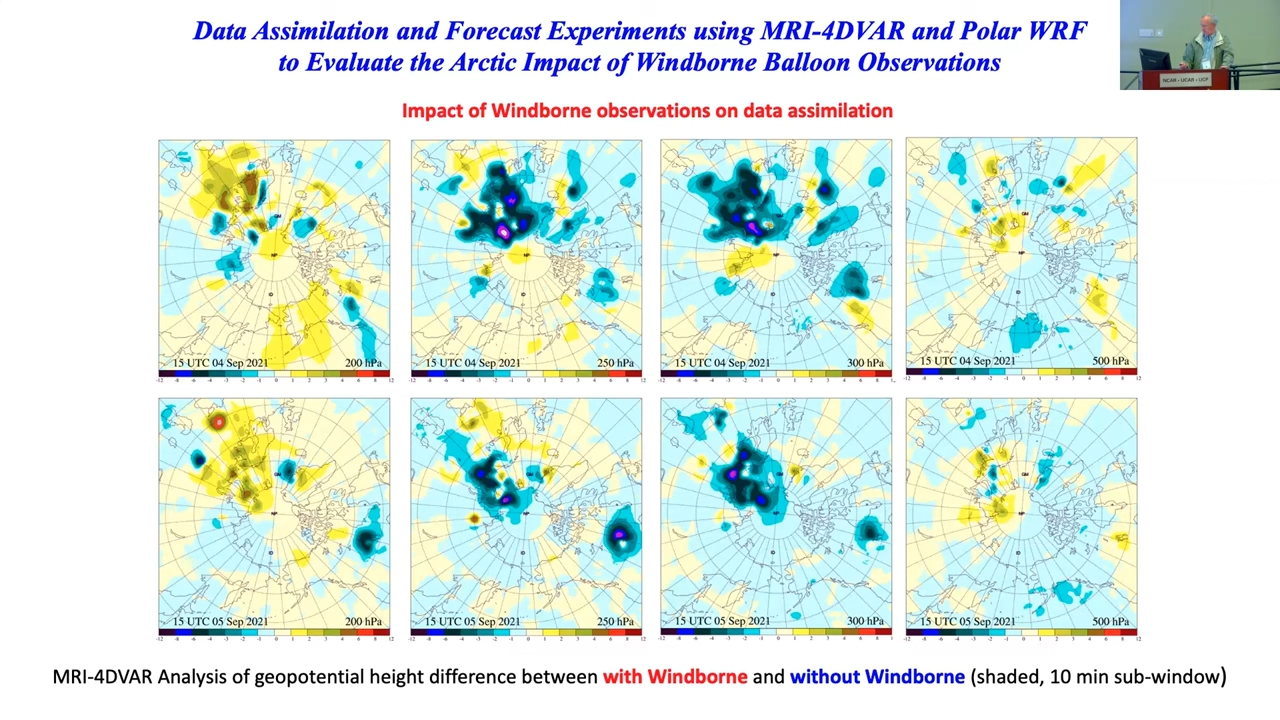 Data Assimilation and Forecast Experiments using MRI-4DVAR and Polar WRF
to Evaluate the Arctic Impact of Windborne Balloon Observations
NCAR • UCAR • UCP
Impact of Windborne observations on data assimilation
15 UTC 04 Sep 2021 200 hPa
15 UTC 04 Sep 2021 250 hPa
15 UTC 04 Sep 2021 300 hPa
15 UTC 04 Sep 2021 500 hPa
15 UTC 05 Sep 2021 200 hPa
15 UTC 05 Sep 2021 250 hPa
15 UTC 05 Sep 2021 300 hPa
15 UTC 05 Sep 2021 500 hPa
MRI-4DVAR Analysis of geopotential height difference between with Windborne and without Windborne (shaded, 10 min sub-window)